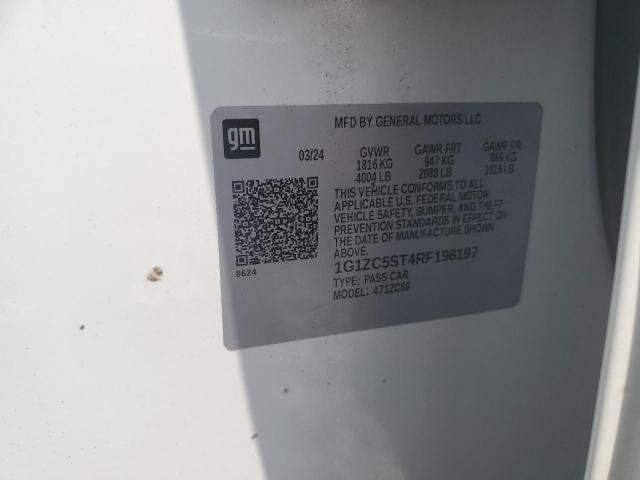 gm
MFD BY GENERAL MOTORS LLC
03/24 GVWR GAWR FRT GAWR RR
1816 KG 947 KG 869 KG
4004 LB 2088 LB 1916 LB
THIS VEHICLE CONFORMS TO ALL
APPLICABLE U.S. FEDERAL MOTOR
VEHICLE SAFETY, BUMPER, AND THEFT
PREVENTION STANDARDS IN EFFECT
ON THE DATE OF MANUFACTURE SHOWN
ABOVE.
8624
1G1ZC5ST4RF198197
TYPE: PASS CAR
MODEL: 471ZC69